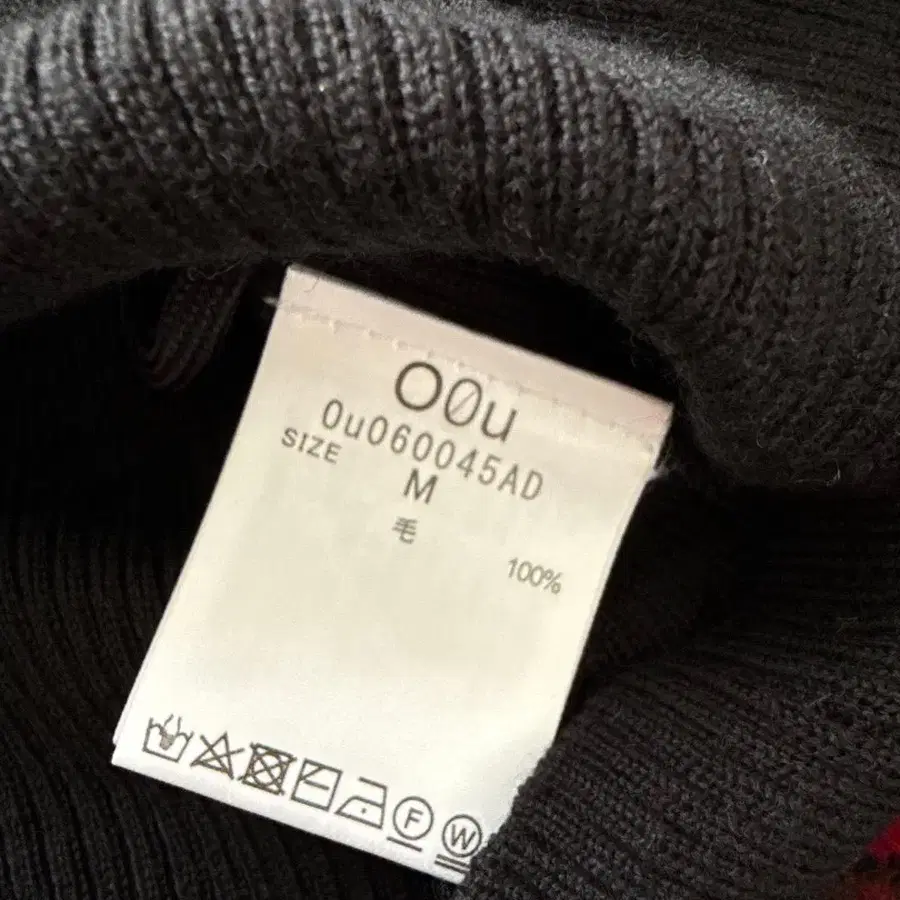 O0u
0u060045AD
SIZE
M
毛
100%
F
W